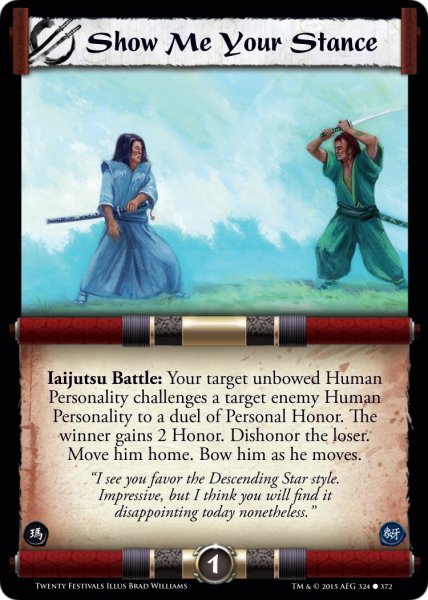 Show Me Your Stance
Iaijutsu Battle: Your target unbowed Human
Personality challenges a target enemy Human
Personality to a duel of Personal Honor. The
winner gains 2 Honor. Dishonor the loser.
Move him home. Bow him as he moves.
“I see you favor the Descending Star style.
Impressive, but I think you will find it
disappointing today nonetheless.”
瑪
1
Twenty Festivals Illus Brad Williams
TM & © 2015 AEG 324 ● 372